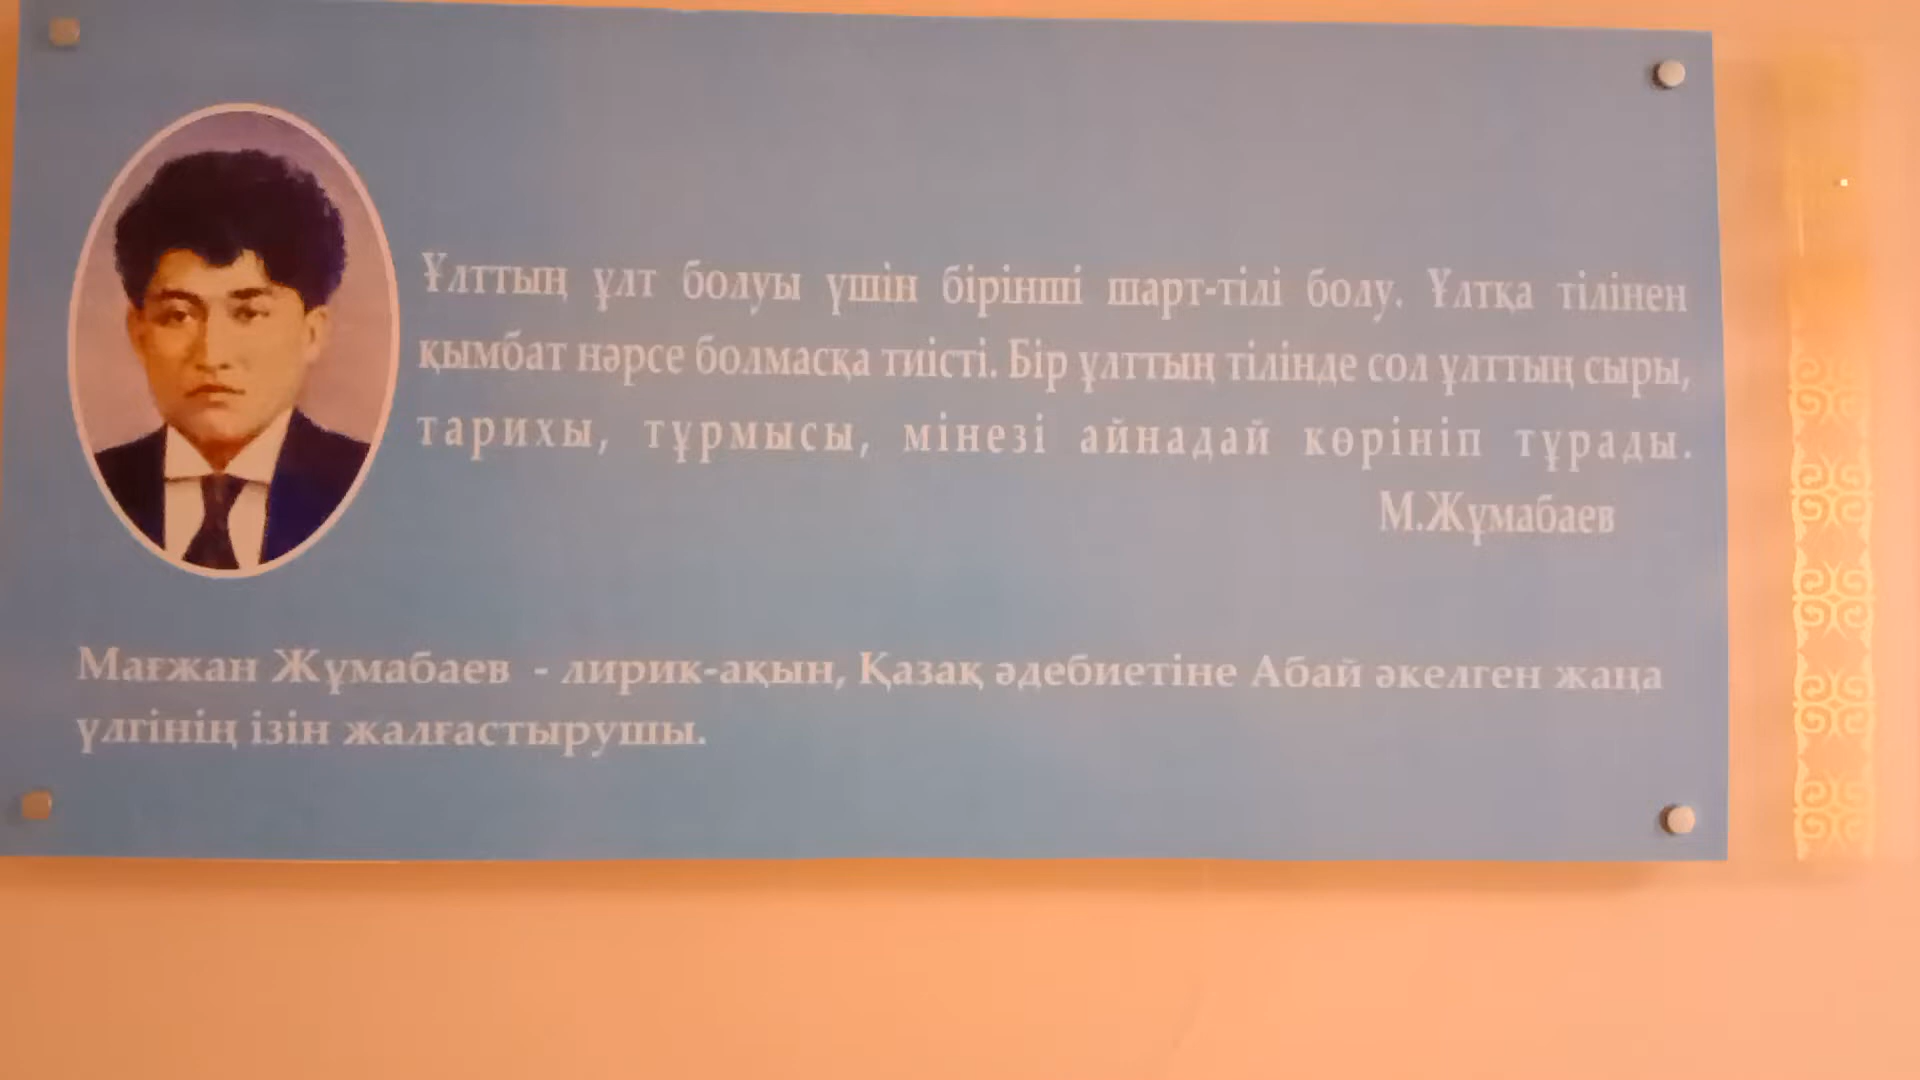 Ұлттың ұлт болуы үшін бірінші шарт-тілі болу. Ұлтқа тілінен
қымбат нәрсе болмасқа тиісті. Бір ұлттың тілінде сол ұлттың сыры,
тарихы, тұрмысы, мінезі айнадай көрініп тұрады.
М.Жұмабаев
Мағжан Жұмабаев - лирик-ақын, Қазақ әдебиетіне Абай әкелген жаңа
үлгінің ізін жалғастырушы.